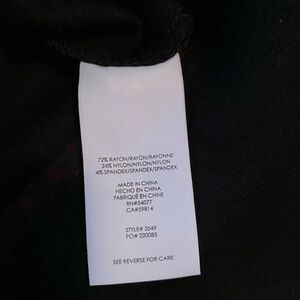 72% RAYON/RAYÓN/RAYONNE
24% NYLON/NYLON/NYLON
4% SPANDEX/SPANDEX/SPANDEX
MADE IN CHINA
HECHO EN CHINA
FABRIQUÉ EN CHINE
RN#54077
CA#59814
STYLE# 3549
PO# 220085
SEE REVERSE FOR CARE